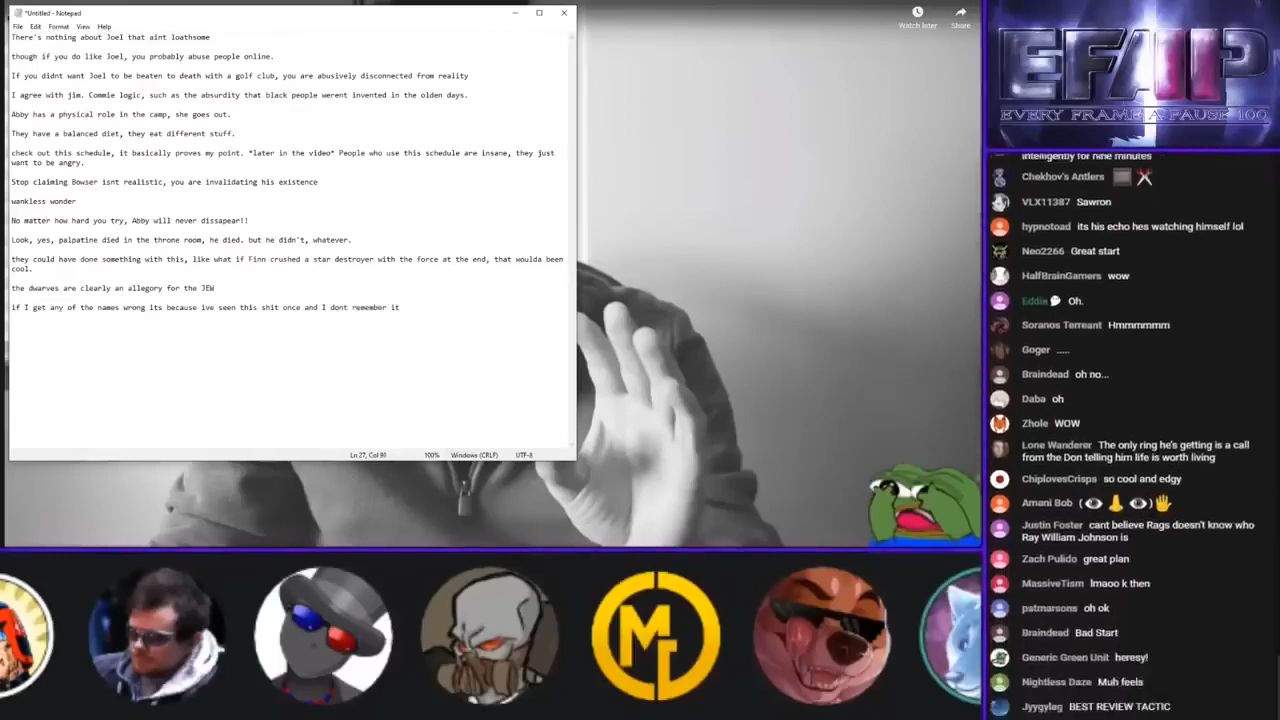 *Untitled - Notepad
File Edit Format View Help
There's nothing about Joel that aint loathsome
though if you do like Joel, you probably abuse people online.
If you didnt want Joel to be beaten to death with a golf club, you are abusively disconnected from reality
I agree with jim. Commie logic, such as the absurdity that black people werent invented in the olden days.
Abby has a physical role in the camp, she goes out.
They have a balanced diet, they eat different stuff.
check out this schedule, it basically proves my point. *later in the video* People who use this schedule are insane, they just
want to be angry.
Stop claiming Bowser isnt realistic, you are invalidating his existence
wankless wonder
No matter how hard you try, Abby will never dissapear!!
Look, yes, palpatine died in the throne room, he died. but he didn't, whatever.
they could have done something with this, like what if Finn crushed a star destroyer with the force at the end, that woulda been
cool.
the dwarves are clearly an allegory for the JEW
if I get any of the names wrong its because ive seen this shit once and I dont remember it
Ln 27, Col 90 100% Windows (CRLF) UTF-8
Watch later Share
EFAP
EVERY FRAME A PAUSE 100
intelligently for nine minutes
Chekhov's Antlers
VLX11387 Sawron
hypnotoad its his echo hes watching himself lol
Neo2266 Great start
HalfBrainGamers wow
Eddie Oh.
Soranos Terreant Hmmmmmm
Goger .....
Braindead oh no...
Daba oh
Zhole WOW
Lone Wanderer The only ring he's getting is a call
from the Don telling him life is worth living
ChiplovesCrisps so cool and edgy
Amani Bob
Justin Foster cant believe Rags doesn't know who
Ray William Johnson is
Zach Pulido great plan
MassiveTism lmaoo k then
patmarsons oh ok
Braindead Bad Start
Generic Green Unit heresy!
Nightless Daze Muh feels
Jyygylag BEST REVIEW TACTIC